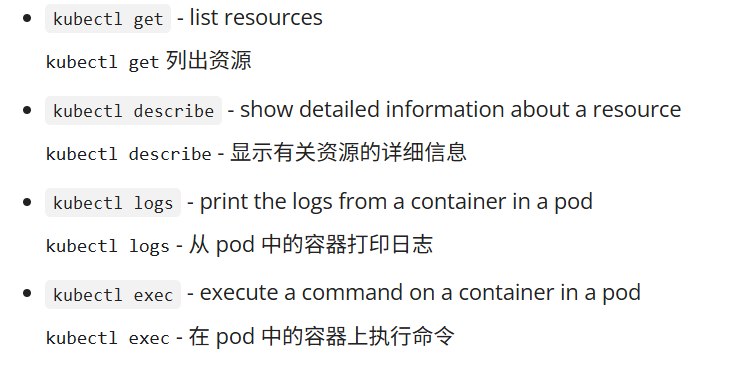 kubectl get - list resources
kubectl get 列出资源
kubectl describe - show detailed information about a resource
kubectl describe - 显示有关资源的详细信息
kubectl logs - print the logs from a container in a pod
kubectl logs - 从 pod 中的容器打印日志
kubectl exec - execute a command on a container in a pod
kubectl exec - 在 pod 中的容器上执行命令